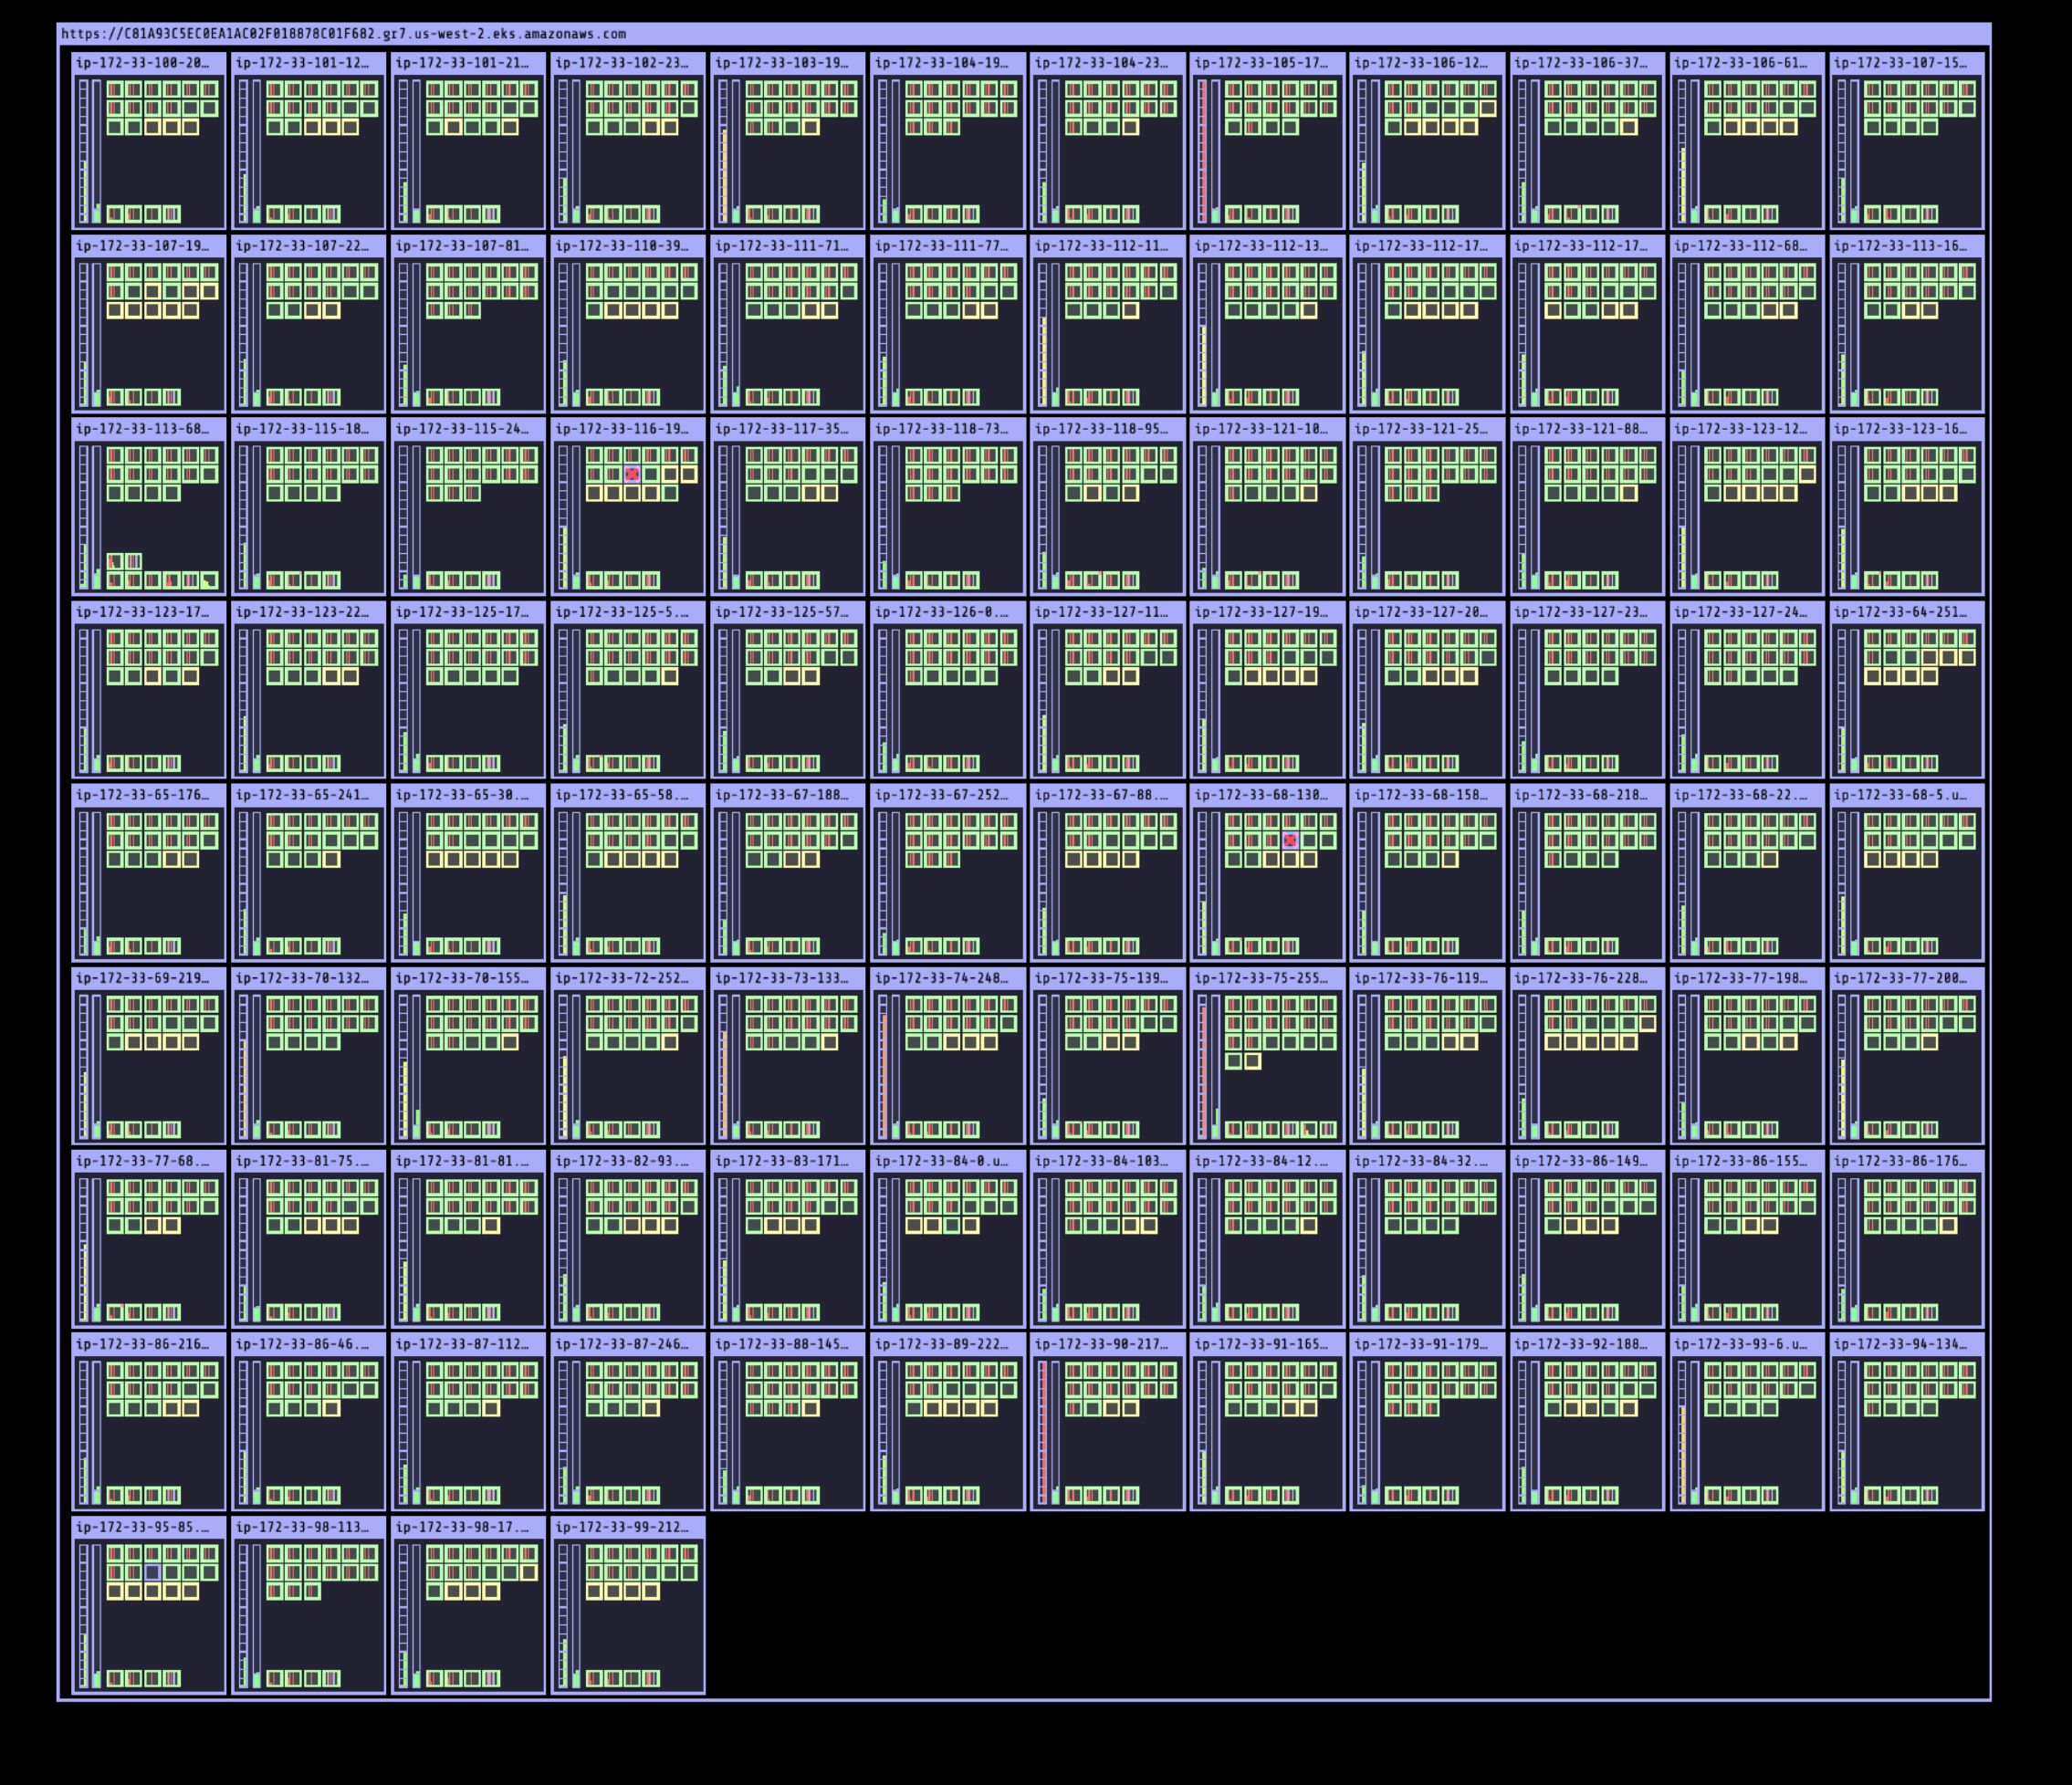 https://C81A93C5EC0EA1AC02F018878C01F682.gr7.us-west-2.eks.amazonaws.com
ip-172-33-100-20… ip-172-33-101-12… ip-172-33-101-21… ip-172-33-102-23… ip-172-33-103-19… ip-172-33-104-19… ip-172-33-104-23… ip-172-33-105-17… ip-172-33-106-12… ip-172-33-106-37… ip-172-33-106-61… ip-172-33-107-15…
ip-172-33-107-19… ip-172-33-107-22… ip-172-33-107-81… ip-172-33-110-39… ip-172-33-111-71… ip-172-33-111-77… ip-172-33-112-11… ip-172-33-112-13… ip-172-33-112-17… ip-172-33-112-17… ip-172-33-112-68… ip-172-33-113-16…
ip-172-33-113-68… ip-172-33-115-18… ip-172-33-115-24… ip-172-33-116-19… ip-172-33-117-35… ip-172-33-118-73… ip-172-33-118-95… ip-172-33-121-10… ip-172-33-121-25… ip-172-33-121-88… ip-172-33-123-12… ip-172-33-123-16…
ip-172-33-123-17… ip-172-33-123-22… ip-172-33-125-17… ip-172-33-125-5.… ip-172-33-125-57… ip-172-33-126-0.… ip-172-33-127-11… ip-172-33-127-19… ip-172-33-127-20… ip-172-33-127-23… ip-172-33-127-24… ip-172-33-64-251…
ip-172-33-65-176… ip-172-33-65-241… ip-172-33-65-30.… ip-172-33-65-58.… ip-172-33-67-188… ip-172-33-67-252… ip-172-33-67-88.… ip-172-33-68-130… ip-172-33-68-158… ip-172-33-68-218… ip-172-33-68-22.… ip-172-33-68-5.u…
ip-172-33-69-219… ip-172-33-70-132… ip-172-33-70-155… ip-172-33-72-252… ip-172-33-73-133… ip-172-33-74-248… ip-172-33-75-139… ip-172-33-75-255… ip-172-33-76-119… ip-172-33-76-228… ip-172-33-77-198… ip-172-33-77-200…
ip-172-33-77-68.… ip-172-33-81-75.… ip-172-33-81-81.… ip-172-33-82-93.… ip-172-33-83-171… ip-172-33-84-0.u… ip-172-33-84-103… ip-172-33-84-12.… ip-172-33-84-32.… ip-172-33-86-149… ip-172-33-86-155… ip-172-33-86-176…
ip-172-33-86-216… ip-172-33-86-46.… ip-172-33-87-112… ip-172-33-87-246… ip-172-33-88-145… ip-172-33-89-222… ip-172-33-90-217… ip-172-33-91-165… ip-172-33-91-179… ip-172-33-92-188… ip-172-33-93-6.u… ip-172-33-94-134…
ip-172-33-95-85.… ip-172-33-98-113… ip-172-33-98-17.… ip-172-33-99-212…